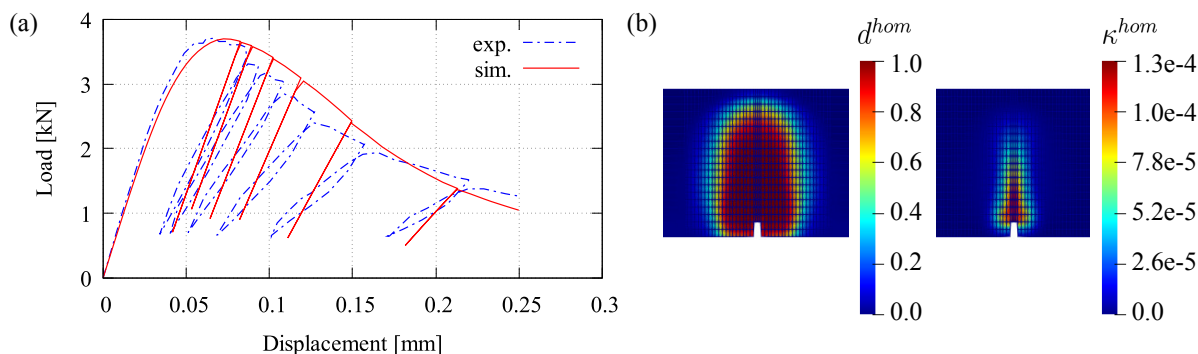 (a)
4
3
2
1
0
Load [kN]
exp.
sim.
0 0.05 0.1 0.15 0.2 0.25 0.3
Displacement [mm]
(b)
d^hom
1.0
0.8
0.6
0.4
0.2
0.0
κ^hom
1.3e-4
1.0e-4
7.8e-5
5.2e-5
2.6e-5
0.0